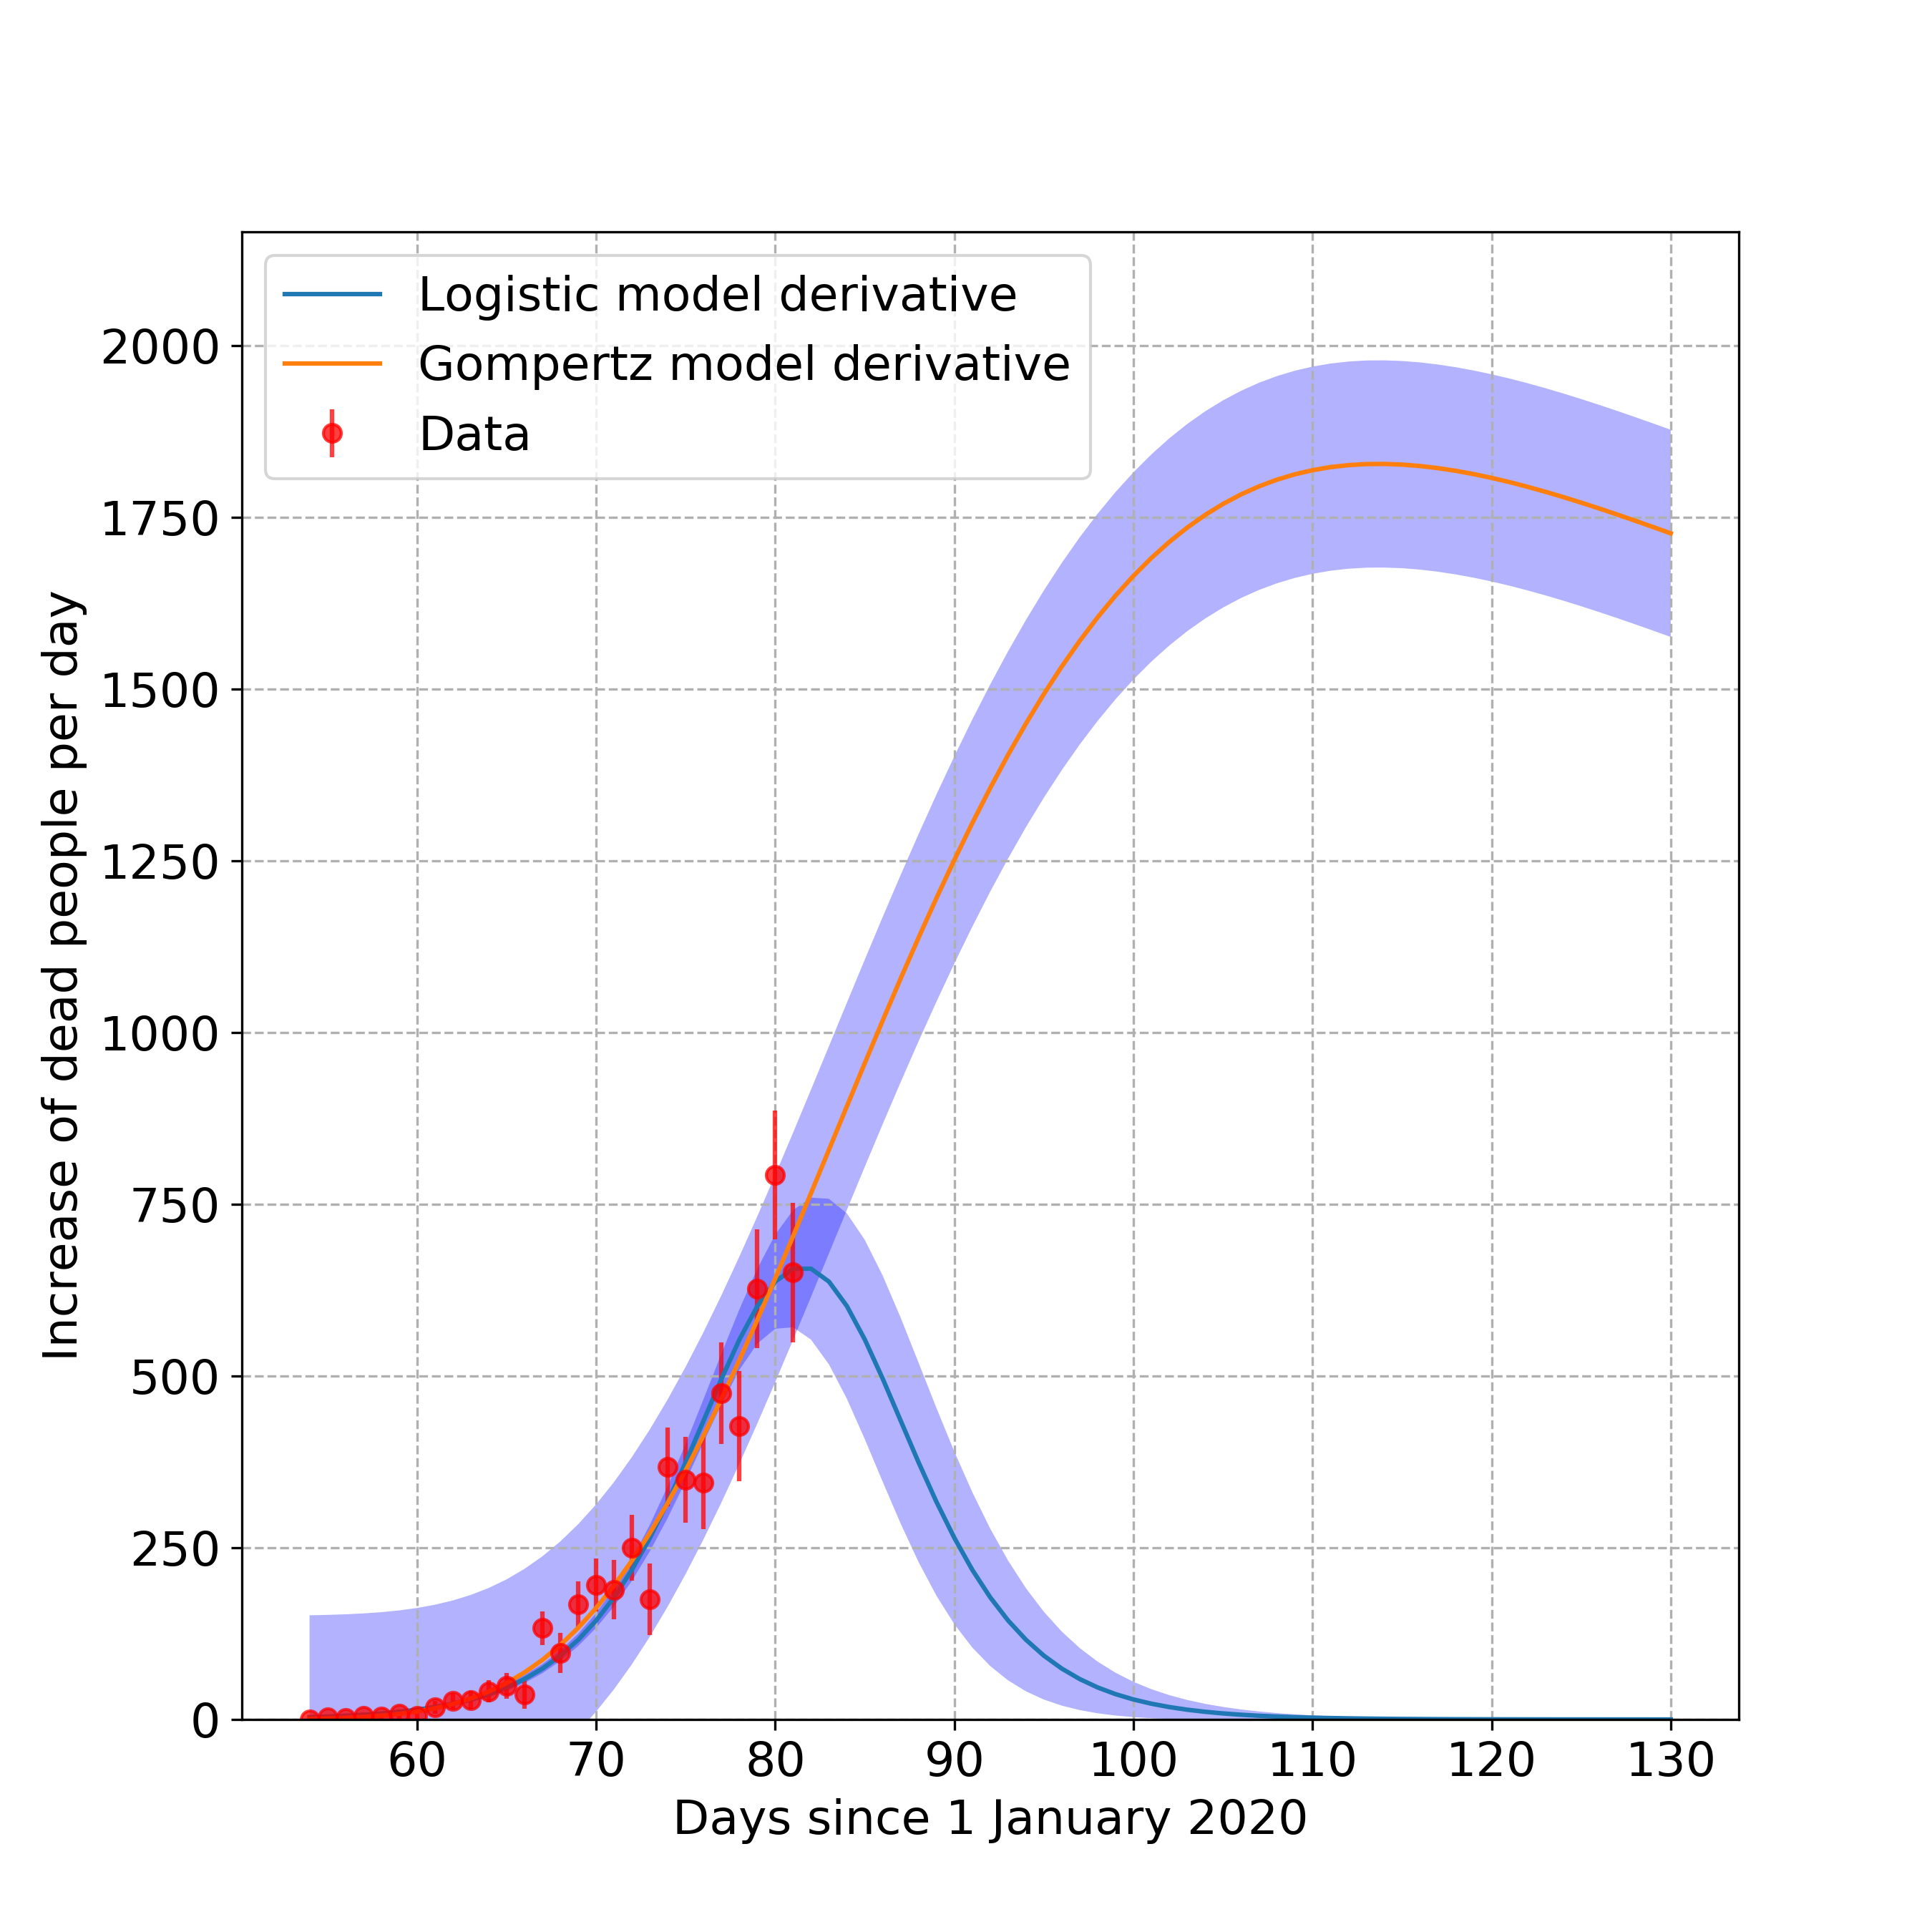 Logistic model derivative
Gompertz model derivative
Data
2000
1750
1500
1250
1000
750
500
250
0
Increase of dead people per day
60 70 80 90 100 110 120 130
Days since 1 January 2020